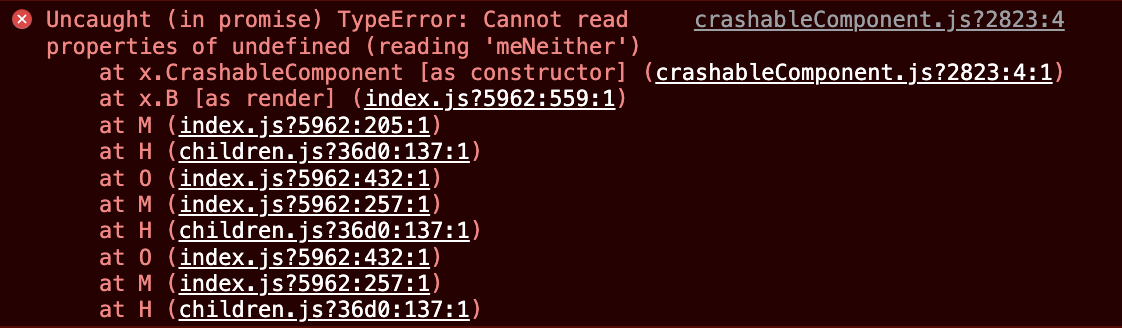 Uncaught (in promise) TypeError: Cannot read crashableComponent.js?2823:4
properties of undefined (reading 'meNeither')
at x.CrashableComponent [as constructor] (crashableComponent.js?2823:4:1)
at x.B [as render] (index.js?5962:559:1)
at M (index.js?5962:205:1)
at H (children.js?36d0:137:1)
at O (index.js?5962:432:1)
at M (index.js?5962:257:1)
at H (children.js?36d0:137:1)
at O (index.js?5962:432:1)
at M (index.js?5962:257:1)
at H (children.js?36d0:137:1)